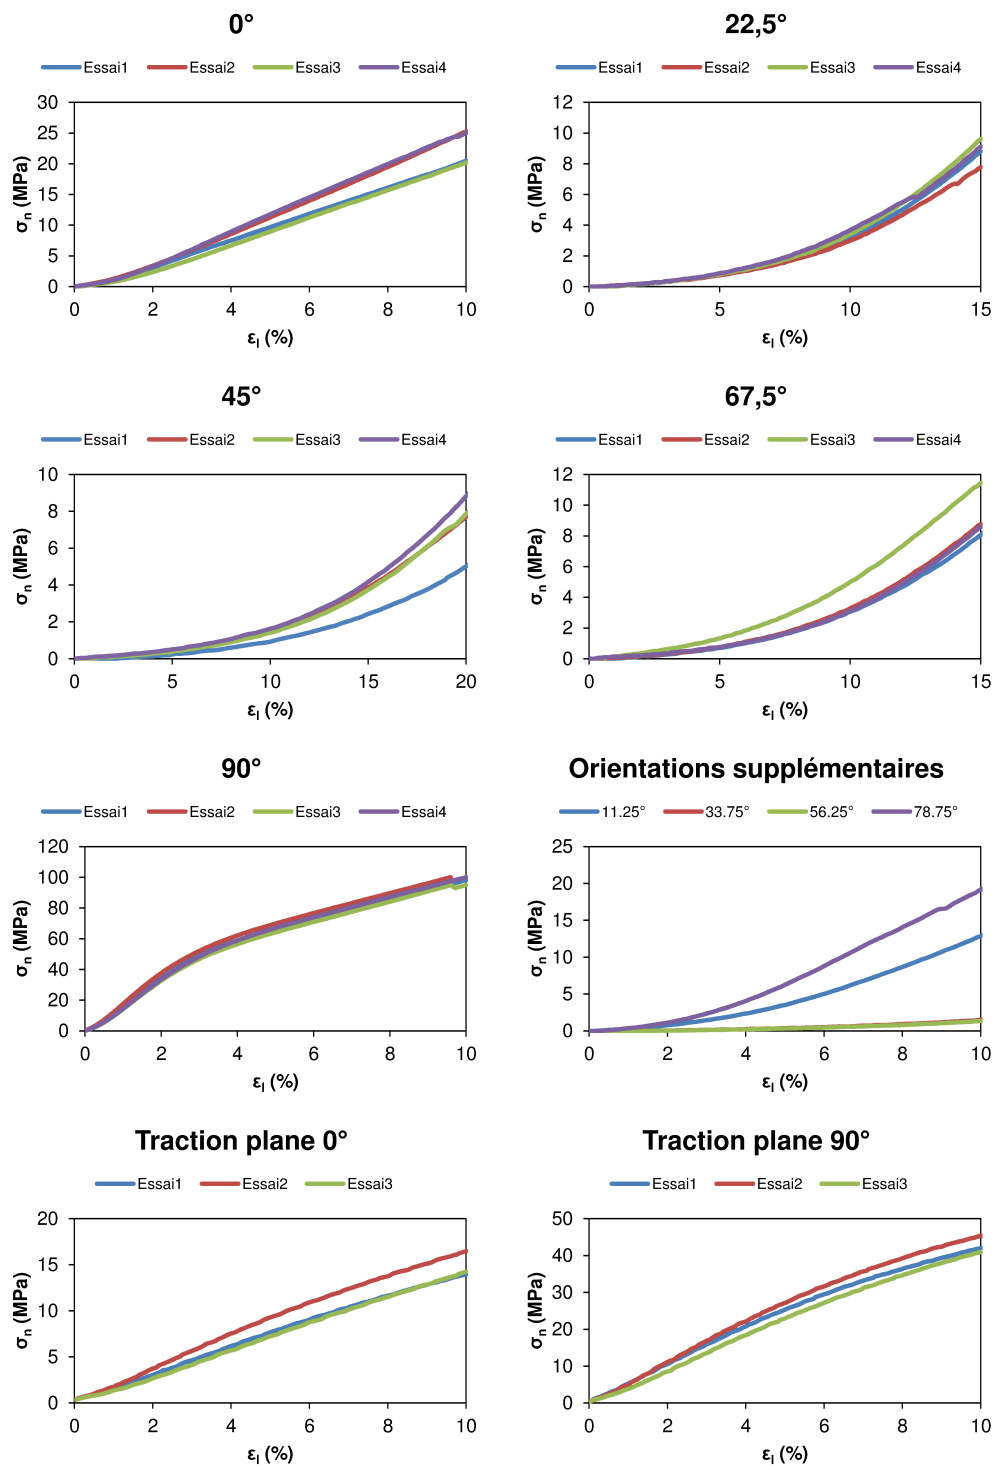 0°
Essai1 Essai2 Essai3 Essai4
30
25
20
15
10
5
0
σn (MPa)
0 2 4 6 8 10
εl (%)
22,5°
Essai1 Essai2 Essai3 Essai4
12
10
8
6
4
2
0
σn (MPa)
0 5 10 15
εl (%)
45°
Essai1 Essai2 Essai3 Essai4
10
8
6
4
2
0
σn (MPa)
0 5 10 15 20
εl (%)
67,5°
Essai1 Essai2 Essai3 Essai4
12
10
8
6
4
2
0
σn (MPa)
0 5 10 15
εl (%)
90°
Essai1 Essai2 Essai3 Essai4
120
100
80
60
40
20
0
σn (MPa)
0 2 4 6 8 10
εl (%)
Orientations supplémentaires
11.25° 33.75° 56.25° 78.75°
25
20
15
10
5
0
σn (MPa)
0 2 4 6 8 10
εl (%)
Traction plane 0°
Essai1 Essai2 Essai3
20
15
10
5
0
σn (MPa)
0 2 4 6 8 10
εl (%)
Traction plane 90°
Essai1 Essai2 Essai3
50
40
30
20
10
0
σn (MPa)
0 2 4 6 8 10
εl (%)